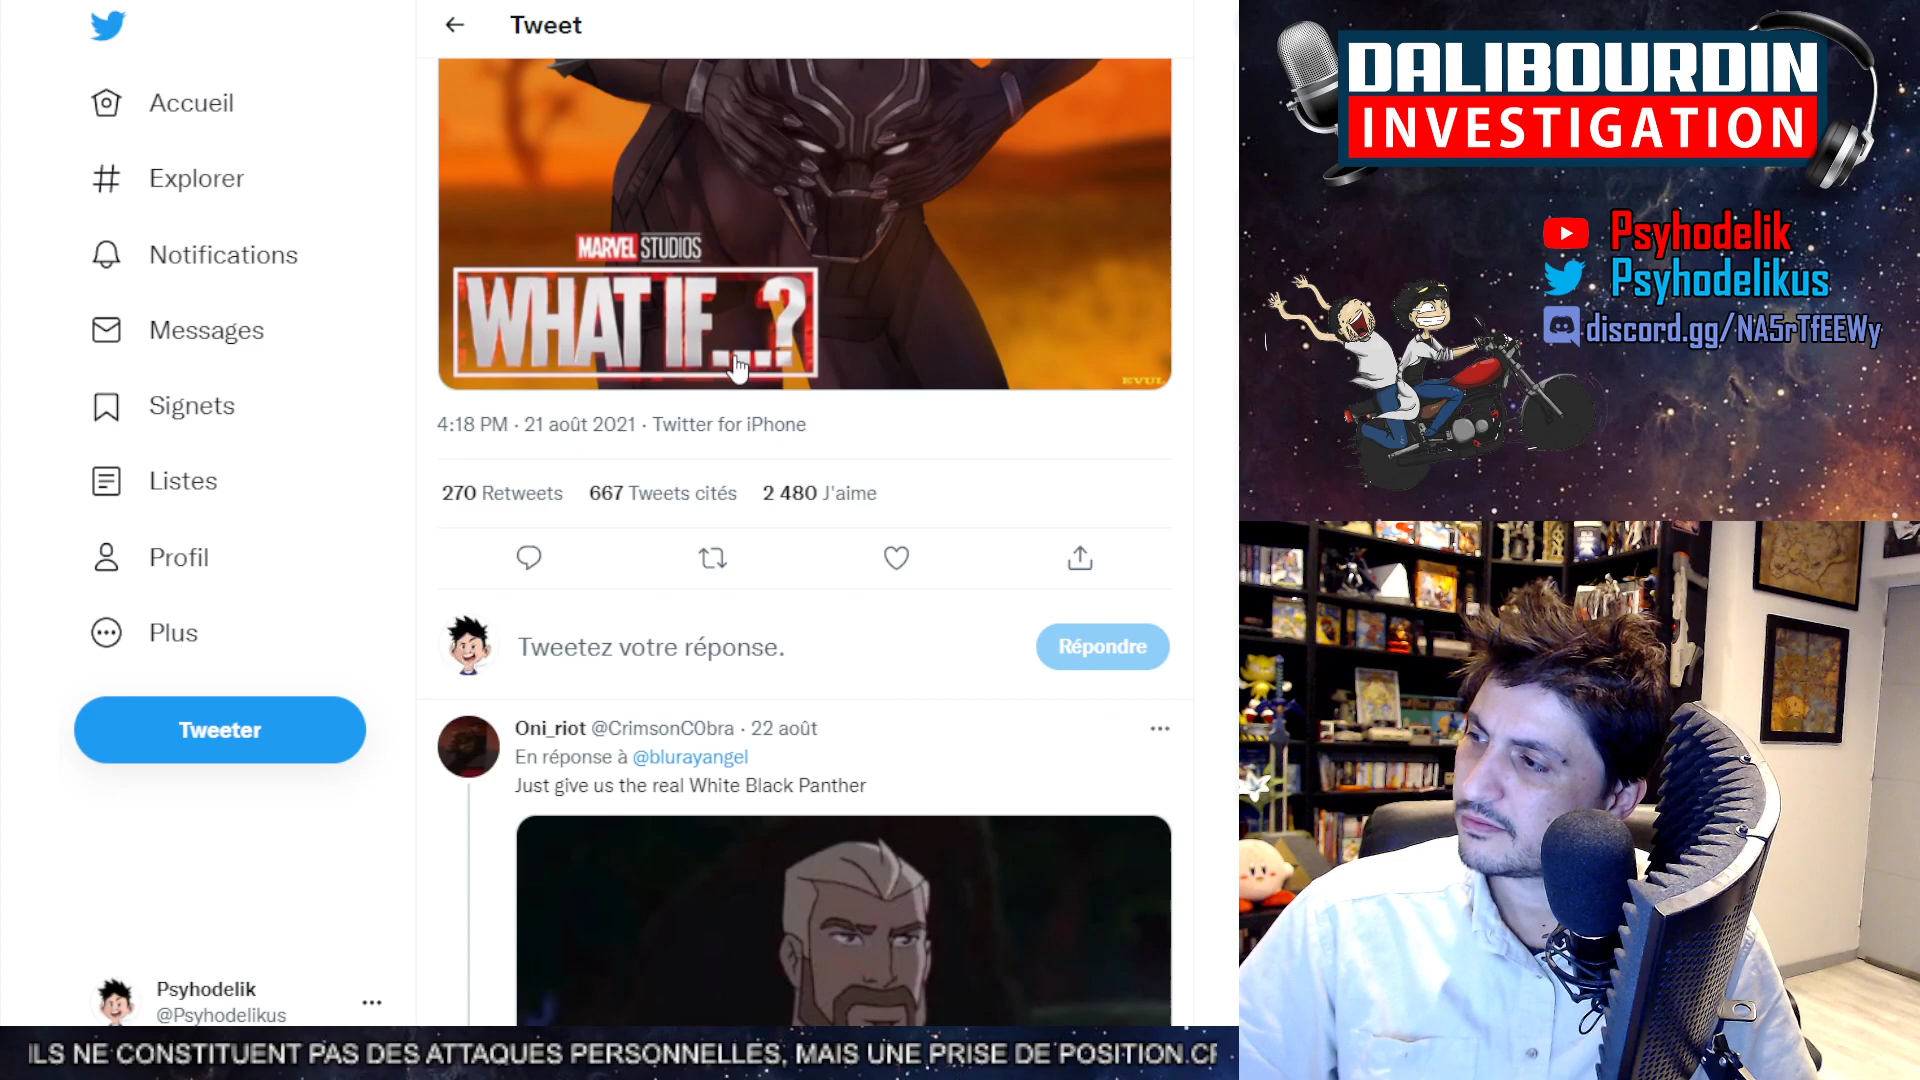 Tweet
Accueil
Explorer
Notifications
Messages
Signets
Listes
Profil
Plus
Tweeter
Psyhodelik
@Psyhodelikus
MARVEL STUDIOS
WHAT IF...?
EVUL
4:18 PM · 21 août 2021 · Twitter for iPhone
270 Retweets 667 Tweets cités 2 480 J'aime
Tweetez votre réponse.
Répondre
Oni_riot @CrimsonC0bra · 22 août
En réponse à @blurayangel
Just give us the real White Black Panther
DALIBOURDIN
INVESTIGATION
Psyhodelik
Psyhodelikus
discord.gg/NA5rTfEEWy
ILS NE CONSTITUENT PAS DES ATTAQUES PERSONNELLES, MAIS UNE PRISE DE POSITION.CR